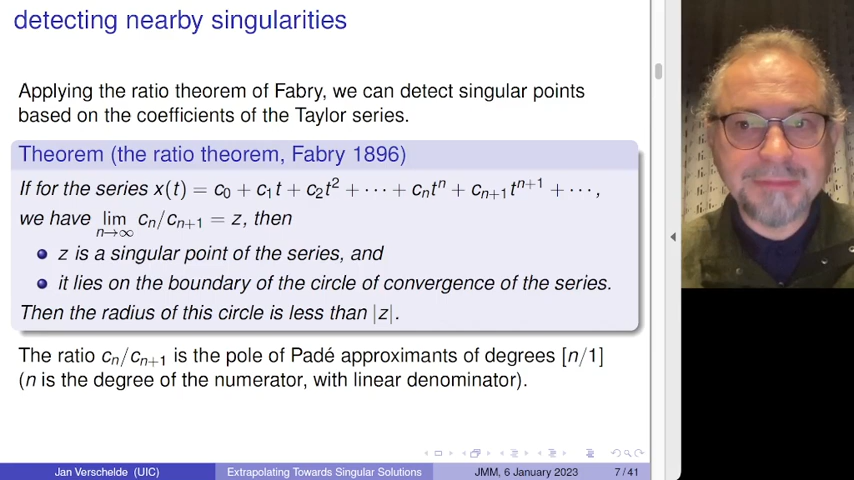 detecting nearby singularities
Applying the ratio theorem of Fabry, we can detect singular points
based on the coefficients of the Taylor series.
Theorem (the ratio theorem, Fabry 1896)
If for the series x(t) = c₀ + c₁t + c₂t² + ⋯ + cₙtⁿ + cₙ₊₁tⁿ⁺¹ + ⋯ ,
we have lim n→∞ cₙ/cₙ₊₁ = z, then
z is a singular point of the series, and
it lies on the boundary of the circle of convergence of the series.
Then the radius of this circle is less than |z|.
The ratio cₙ/cₙ₊₁ is the pole of Padé approximants of degrees [n/1]
(n is the degree of the numerator, with linear denominator).
Jan Verschelde (UIC) Extrapolating Towards Singular Solutions JMM, 6 January 2023 7 / 41